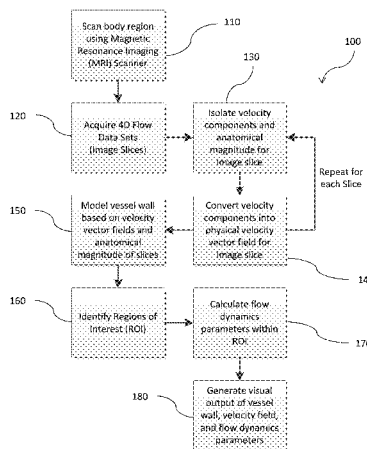 Scan body region
using Magnetic
Resonance Imaging
(MRI) Scanner
110
100
130
120
Acquire 4D Flow
Data Sets
(Image Slices)
Isolate velocity
components and
anatomical
magnitude for
image slice
Repeat for
each Slice
150
Model vessel wall
based on velocity
vector fields and
anatomical
magnitude of slices
Convert velocity
components into
physical velocity
vector field for
image slice
160
Identify Regions of
Interest (ROI)
Calculate flow
dynamics
parameters within
ROI
180
Generate visual
output of vessel
wall, velocity field,
and flow dynamics
parameters